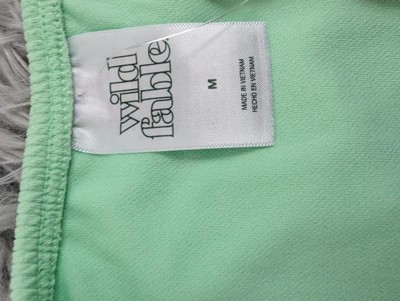 wild
fable
M
MADE IN VIETNAM
HECHO EN VIETNAM